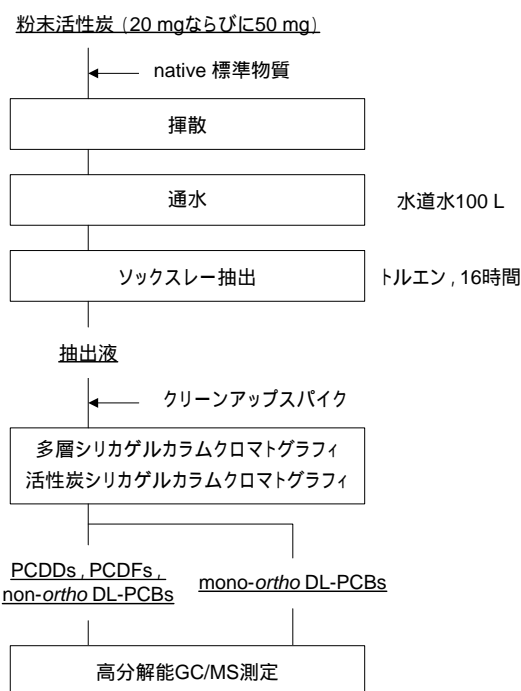 粉末活性炭 (20 mgならびに50 mg)
native 標準物質
揮散
通水
水道水100 L
ソックスレー抽出
トルエン , 16時間
抽出液
クリーンアップスパイク
多層シリカゲルカラムクロマトグラフィ
活性炭シリカゲルカラムクロマトグラフィ
PCDDs , PCDFs ,
non-ortho DL-PCBs
mono-ortho DL-PCBs
高分解能GC/MS測定